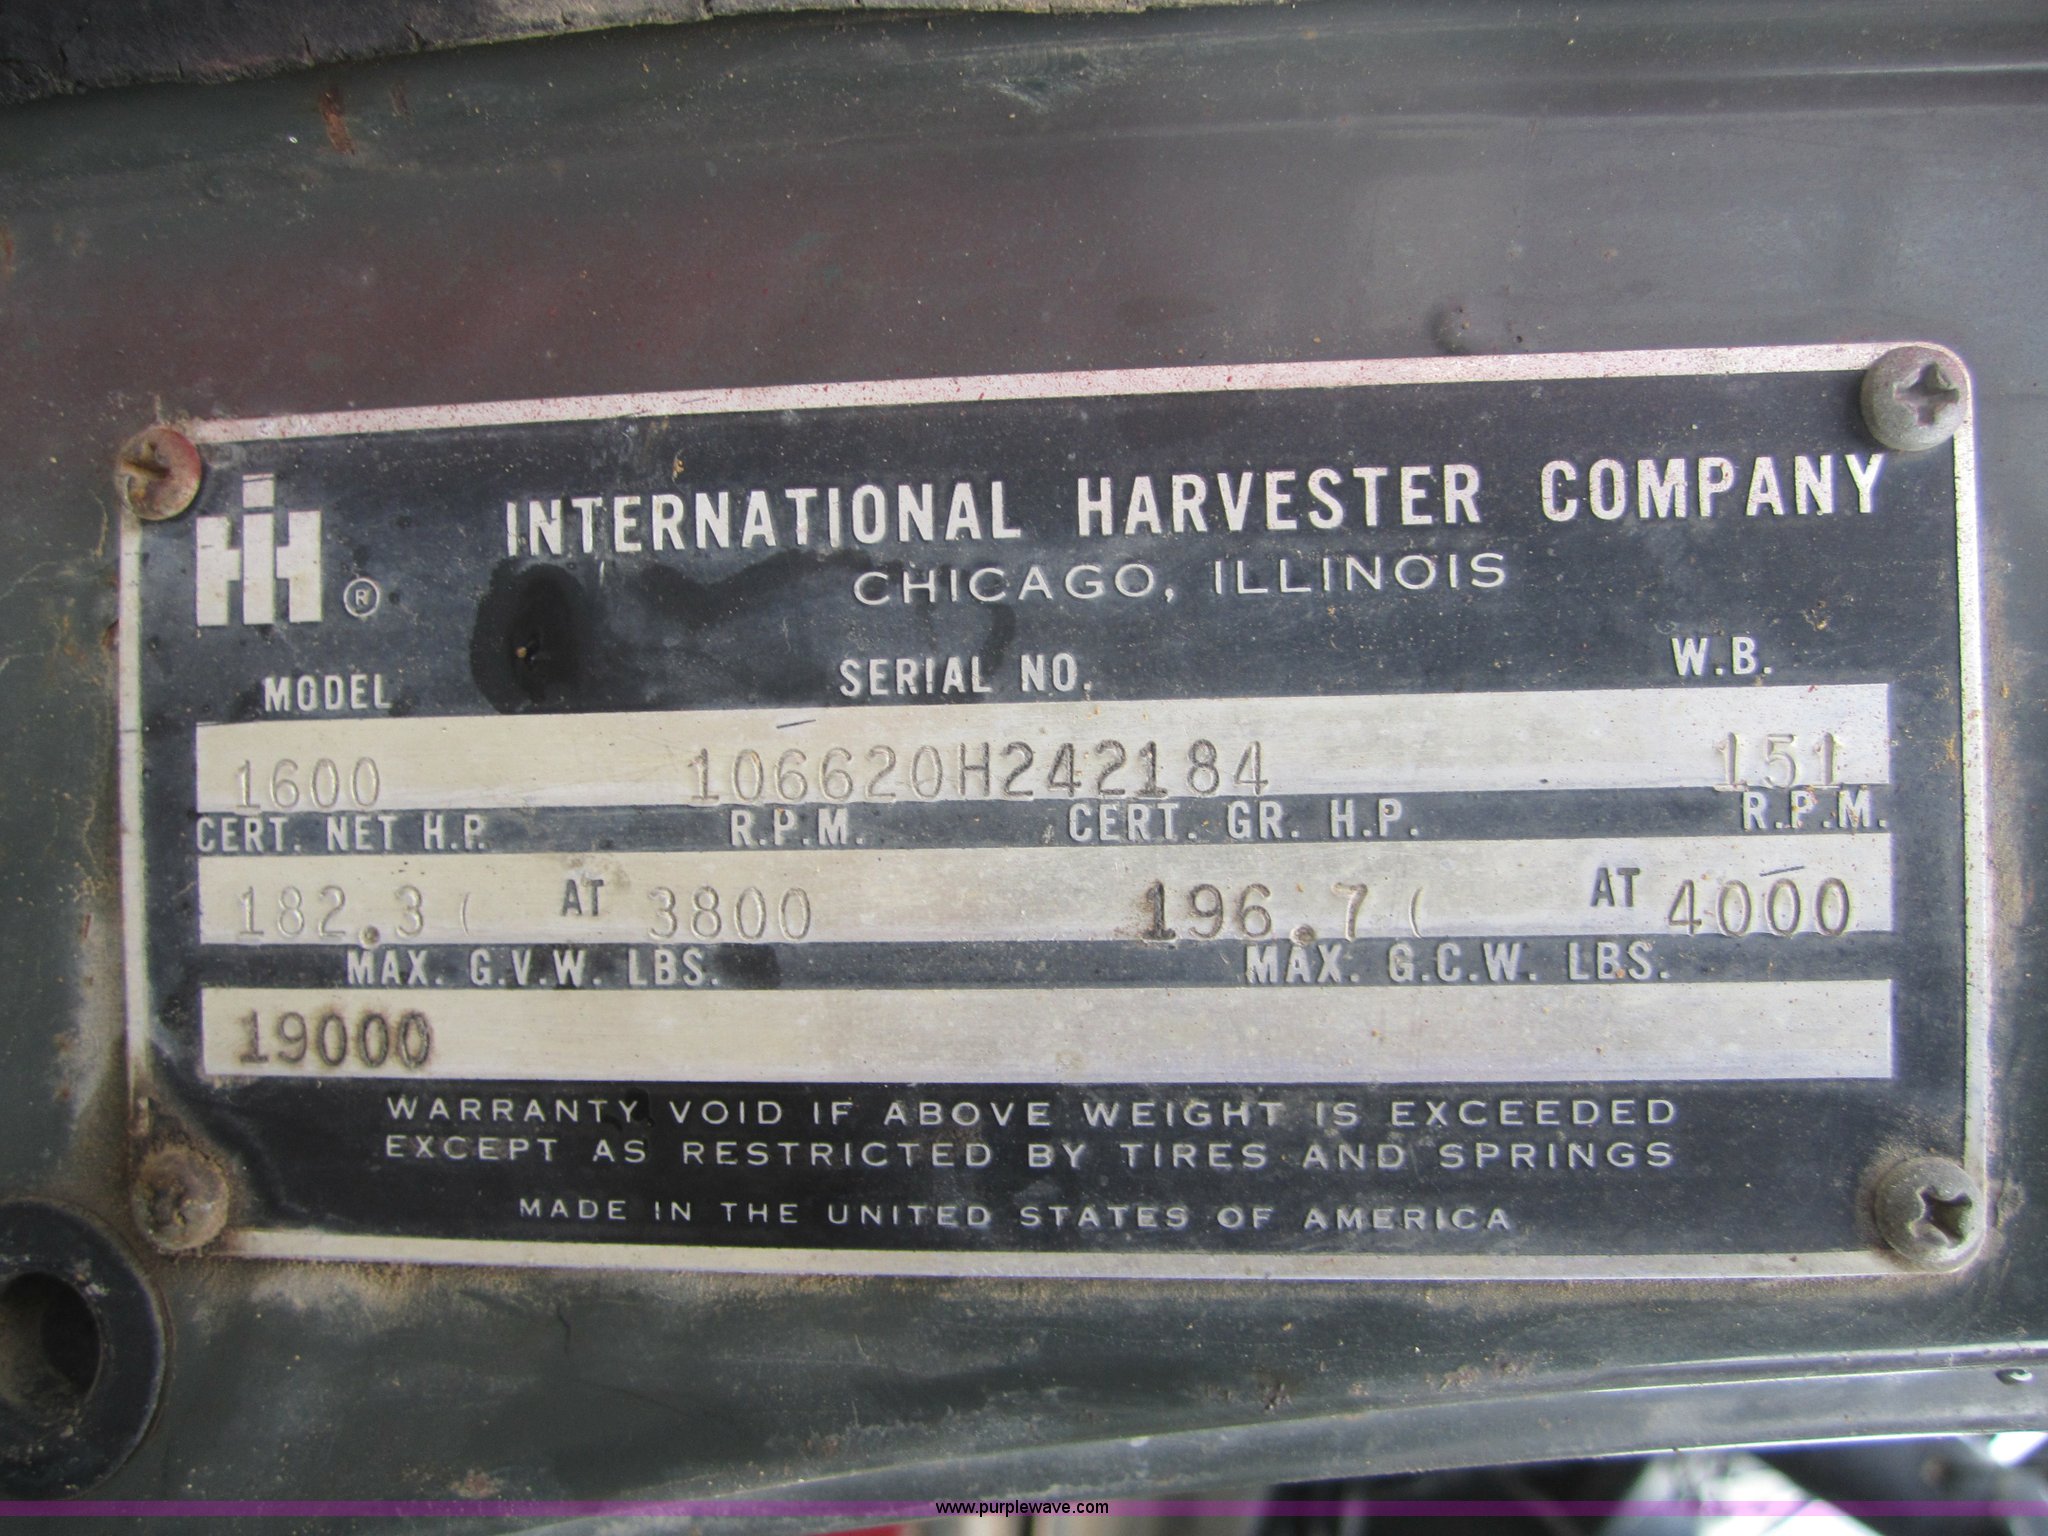 IH ®
INTERNATIONAL HARVESTER COMPANY
CHICAGO, ILLINOIS
MODEL SERIAL NO. W.B.
1600 106620H242184 151
CERT. NET H.P. R.P.M. CERT. GR. H.P. R.P.M.
182.3( AT 3800 196.7( AT 4000
MAX. G.V.W. LBS. MAX. G.C.W. LBS.
19000
WARRANTY VOID IF ABOVE WEIGHT IS EXCEEDED
EXCEPT AS RESTRICTED BY TIRES AND SPRINGS
MADE IN THE UNITED STATES OF AMERICA
www.purplewave.com